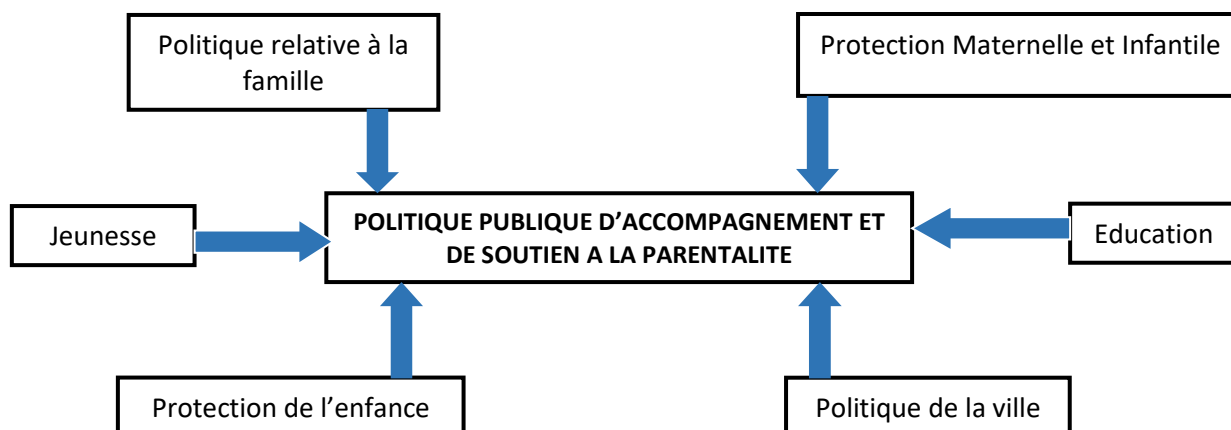 Politique relative à la
famille
Protection Maternelle et Infantile
Jeunesse
POLITIQUE PUBLIQUE D’ACCOMPAGNEMENT ET
DE SOUTIEN A LA PARENTALITE
Education
Protection de l’enfance
Politique de la ville